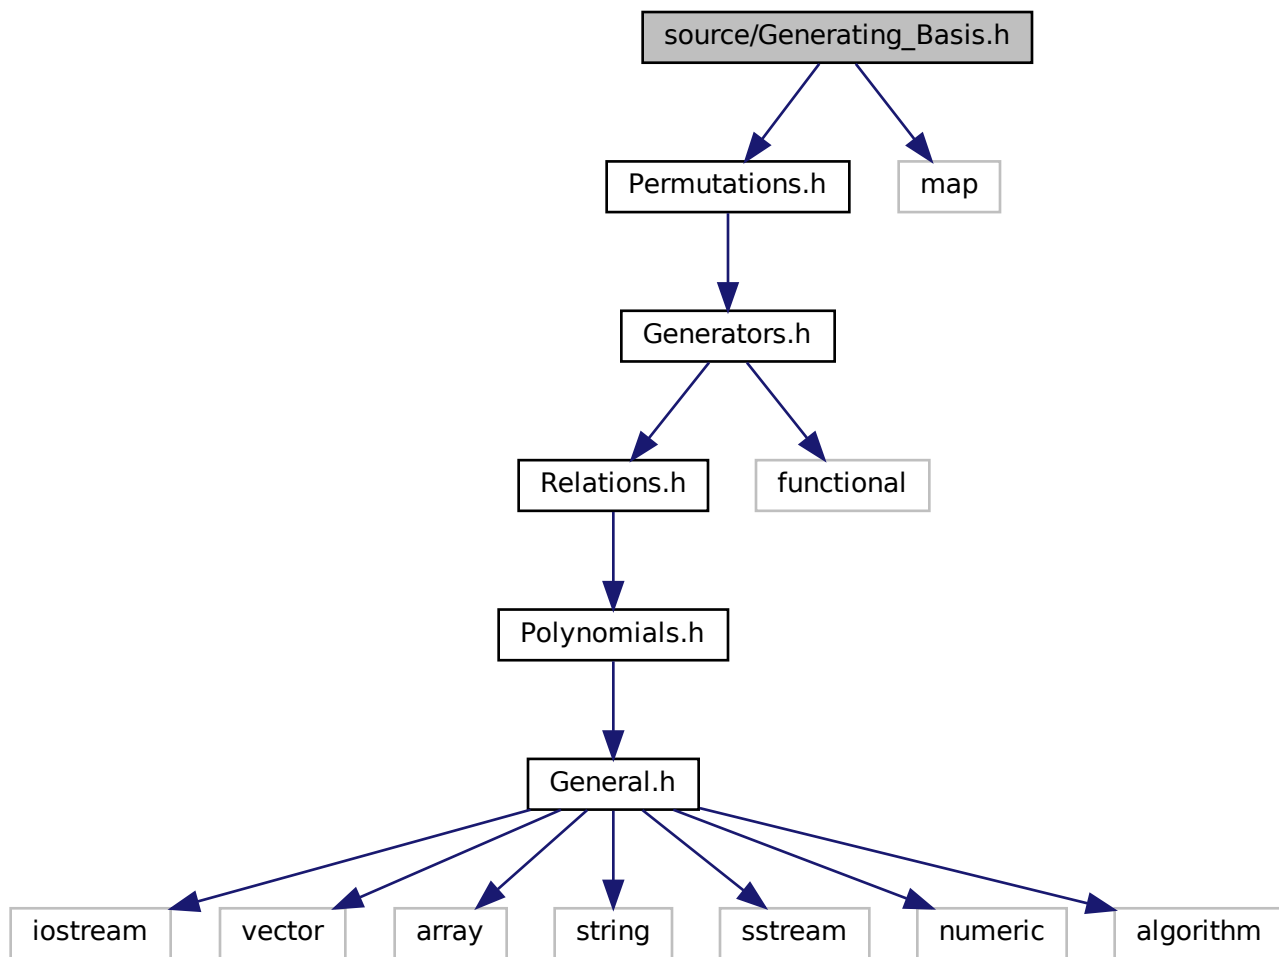 source/Generating_Basis.h
Permutations.h
map
Generators.h
Relations.h
functional
Polynomials.h
General.h
iostream
vector
array
string
sstream
numeric
algorithm